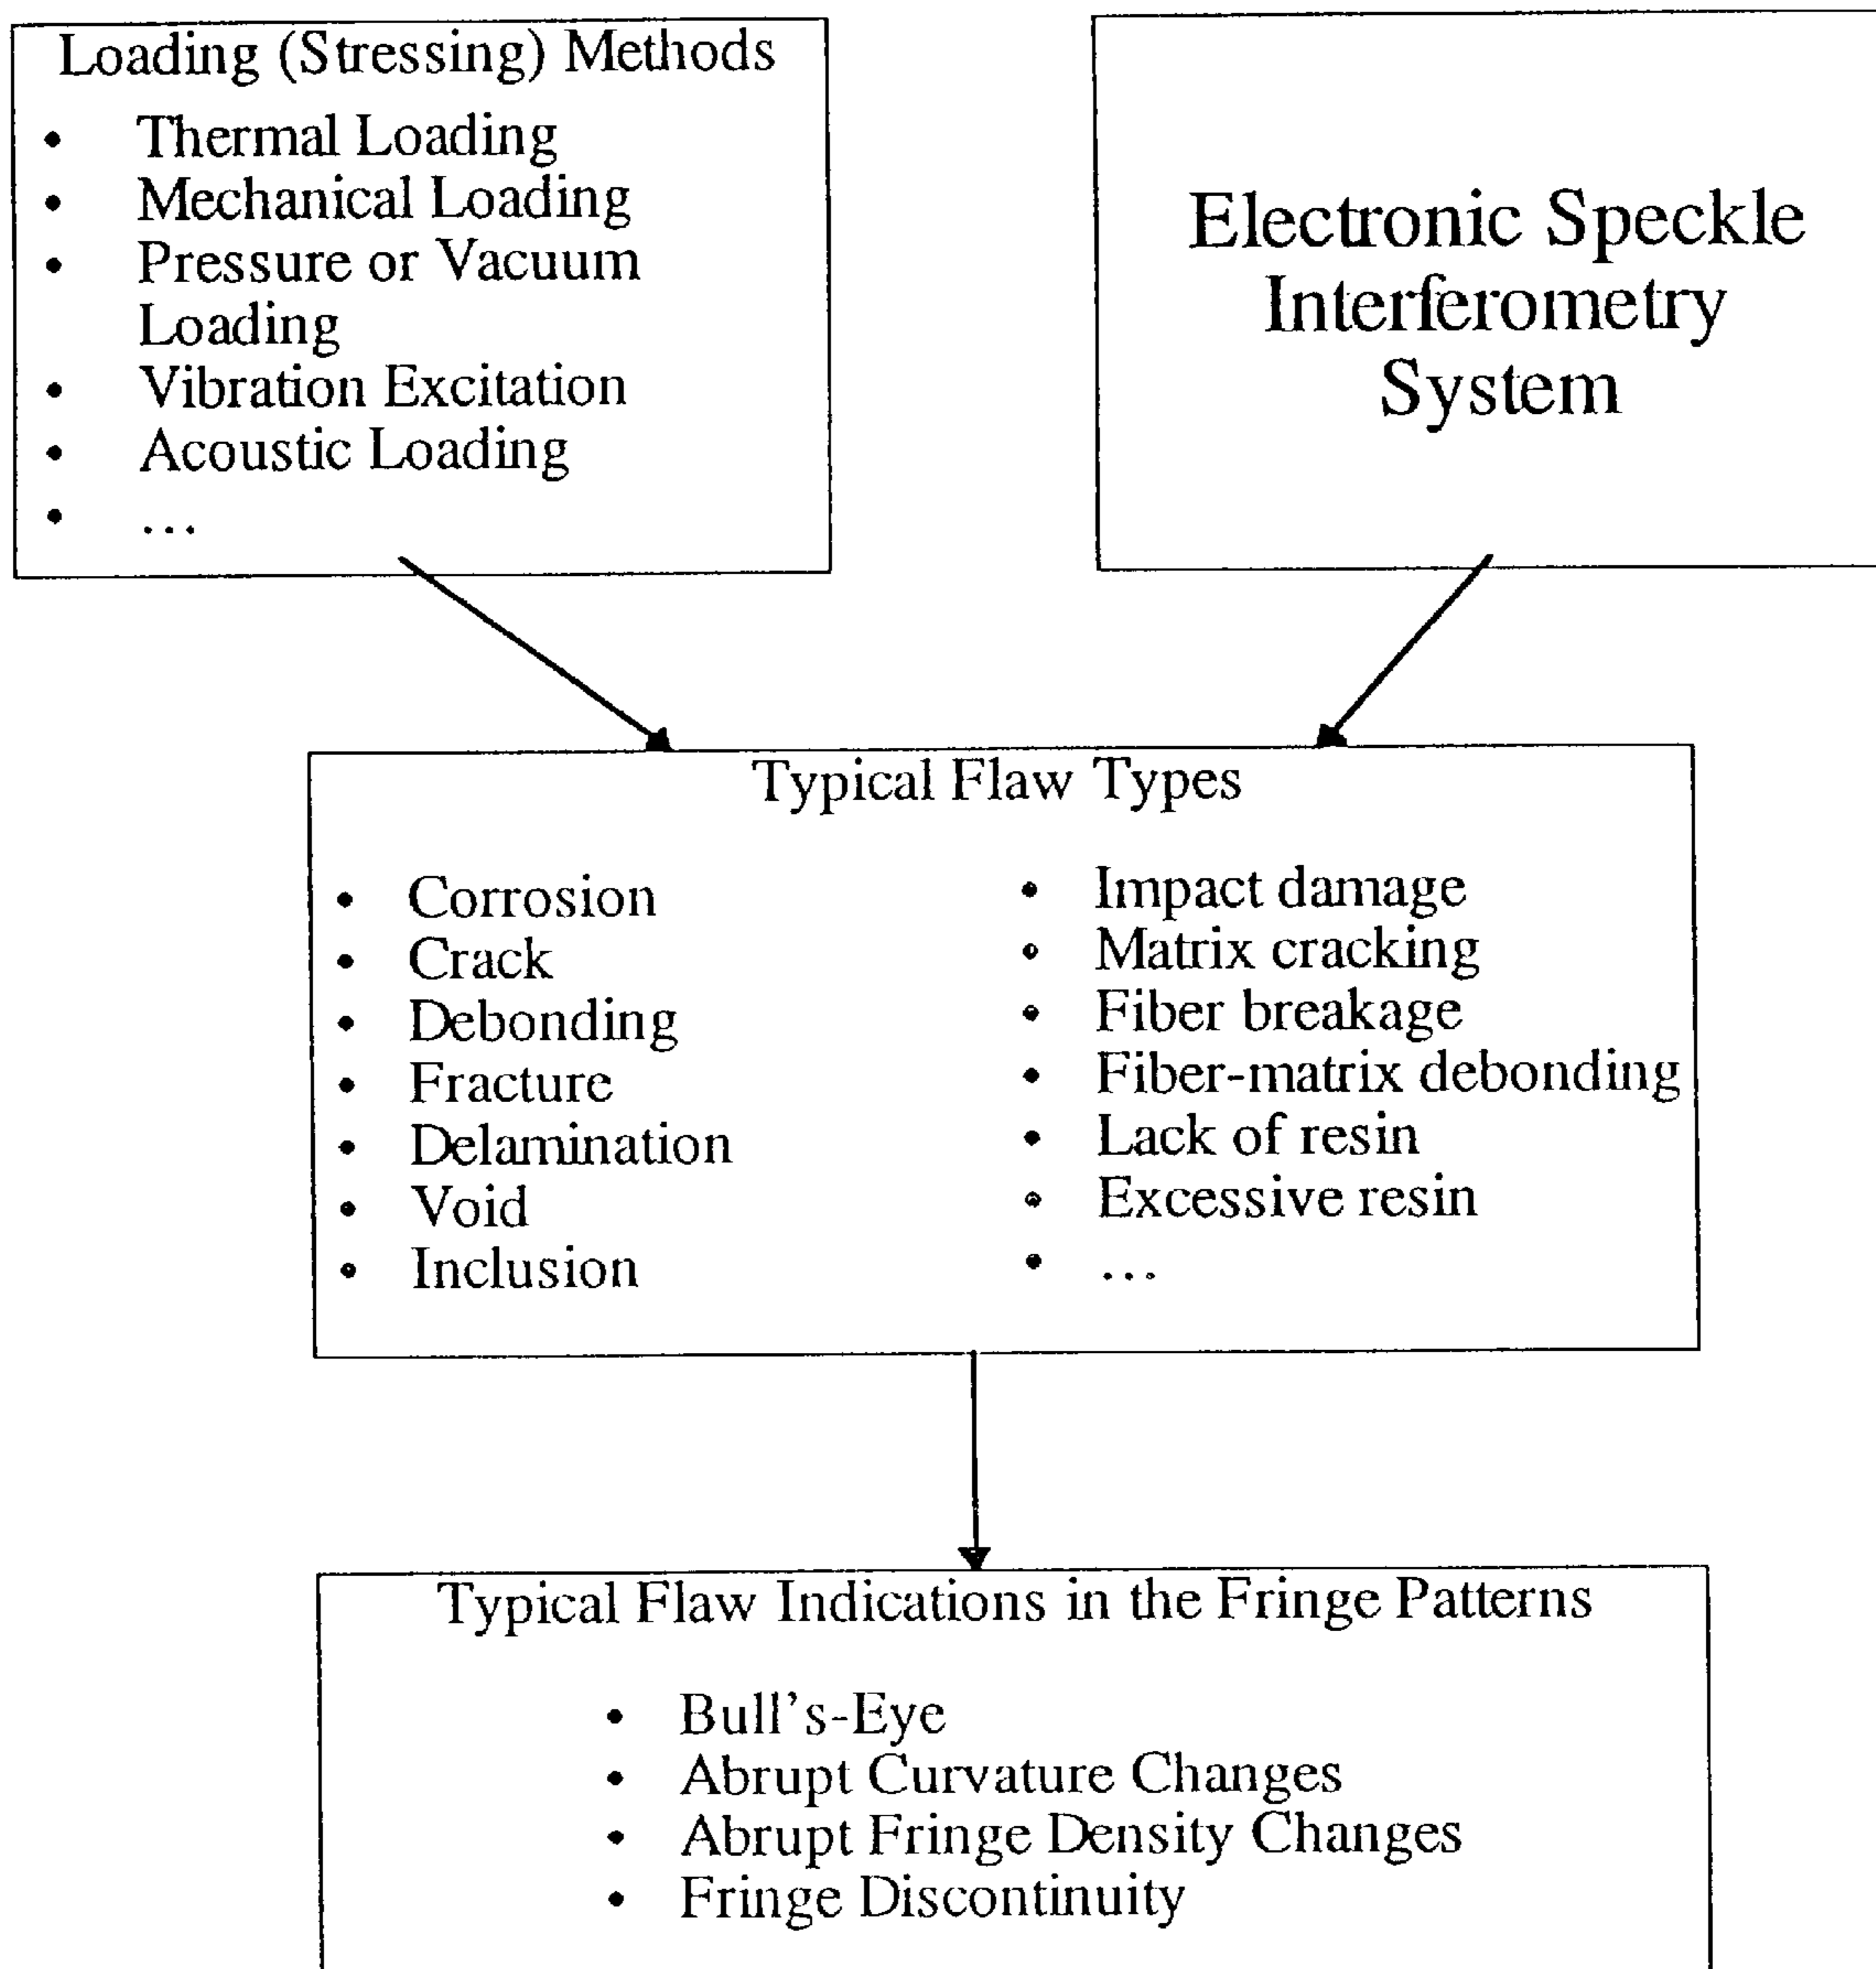 Loading (Stressing) Methods
• Thermal Loading
• Mechanical Loading
• Pressure or Vacuum
Loading
• Vibration Excitation
• Acoustic Loading
• ...
Electronic Speckle
Interferometry
System
Typical Flaw Types
• Corrosion
• Crack
• Debonding
• Fracture
• Delamination
• Void
• Inclusion
• Impact damage
• Matrix cracking
• Fiber breakage
• Fiber-matrix debonding
• Lack of resin
• Excessive resin
• ...
Typical Flaw Indications in the Fringe Patterns
• Bull's-Eye
• Abrupt Curvature Changes
• Abrupt Fringe Density Changes
• Fringe Discontinuity